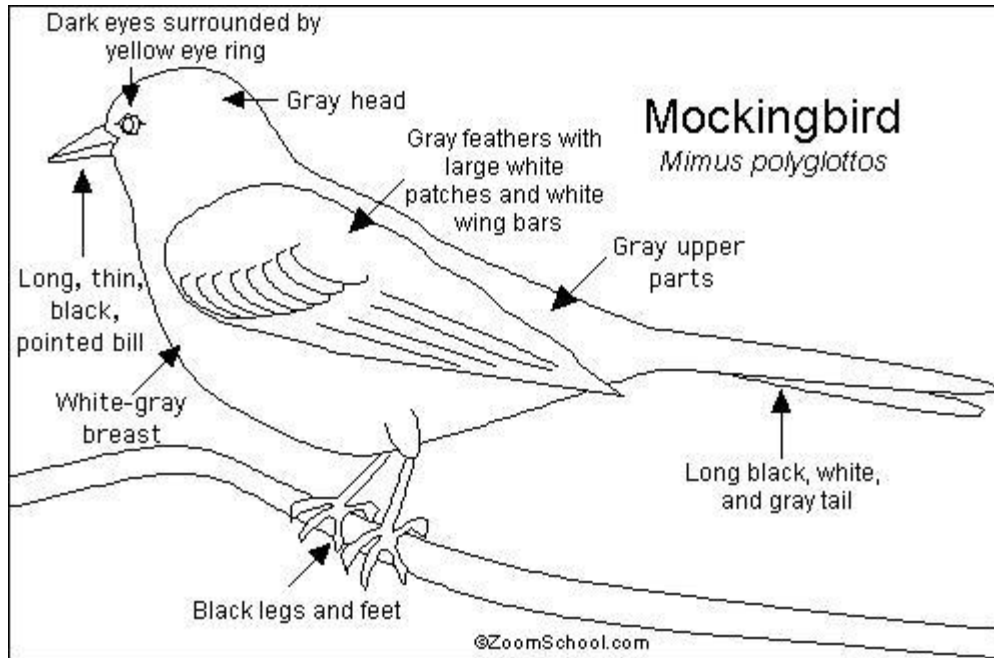 Dark eyes surrounded by
yellow eye ring
Gray head
Mockingbird
Mimus polyglottos
Gray feathers with
large white
patches and white
wing bars
Gray upper
parts
Long, thin,
black,
pointed bill
White-gray
breast
Long black, white,
and gray tail
Black legs and feet
©ZoomSchool.com